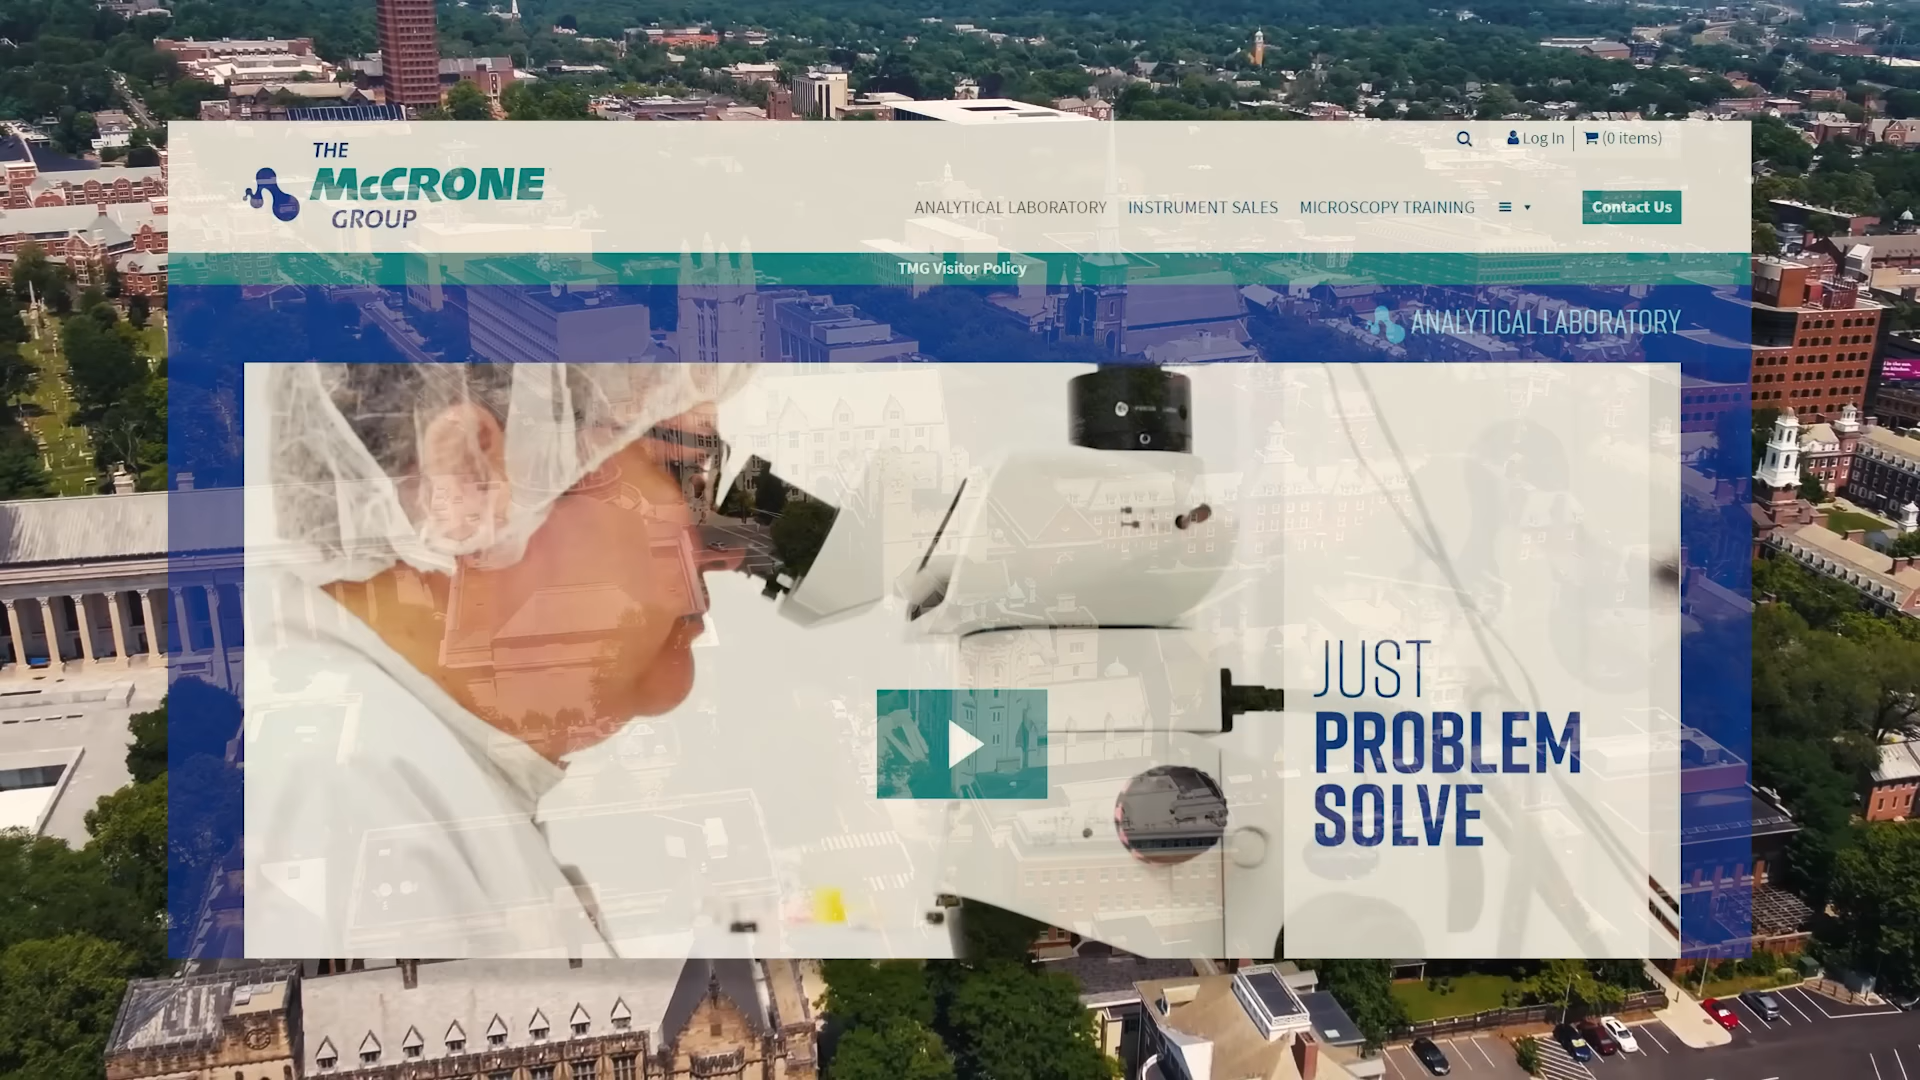 Log In
(0 items)
THE
McCRONE
GROUP
ANALYTICAL LABORATORY
INSTRUMENT SALES
MICROSCOPY TRAINING
Contact Us
TMG Visitor Policy
ANALYTICAL LABORATORY
JUST
PROBLEM
SOLVE